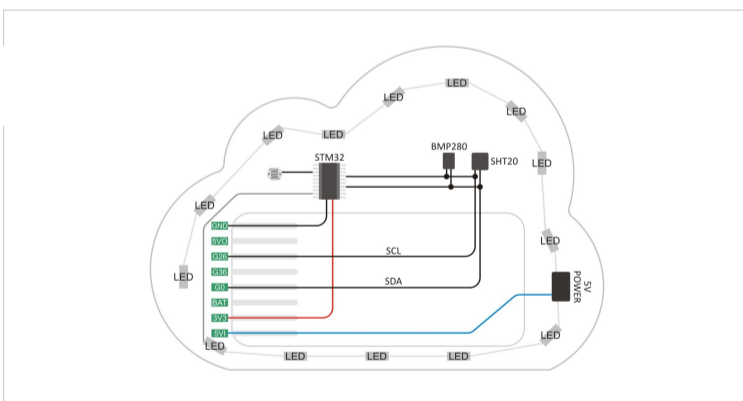 LED
LED
LED
LED
LED
LED
BMP280
STM32
SHT20
LED
LED
GND
5VO
LED
G26
SCL
G36
LED
5V
POWER
G0
SDA
BAT
3V3
5VI
LED
LED
LED
LED
LED